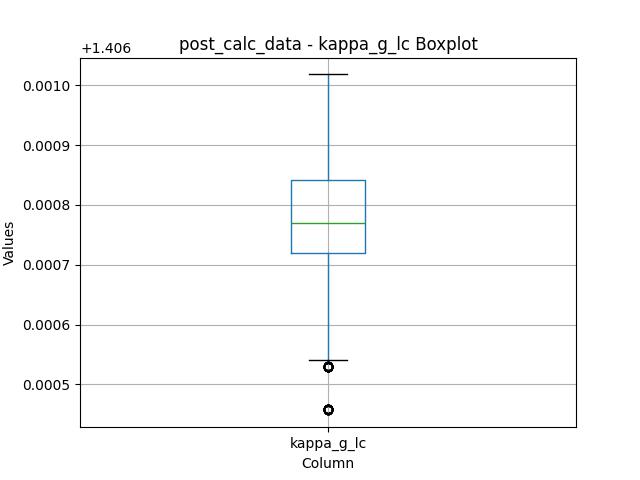 post_calc_data - kappa_g_lc Boxplot
+1.406
0.0010
0.0009
0.0008
0.0007
0.0006
0.0005
Values
kappa_g_lc
Column